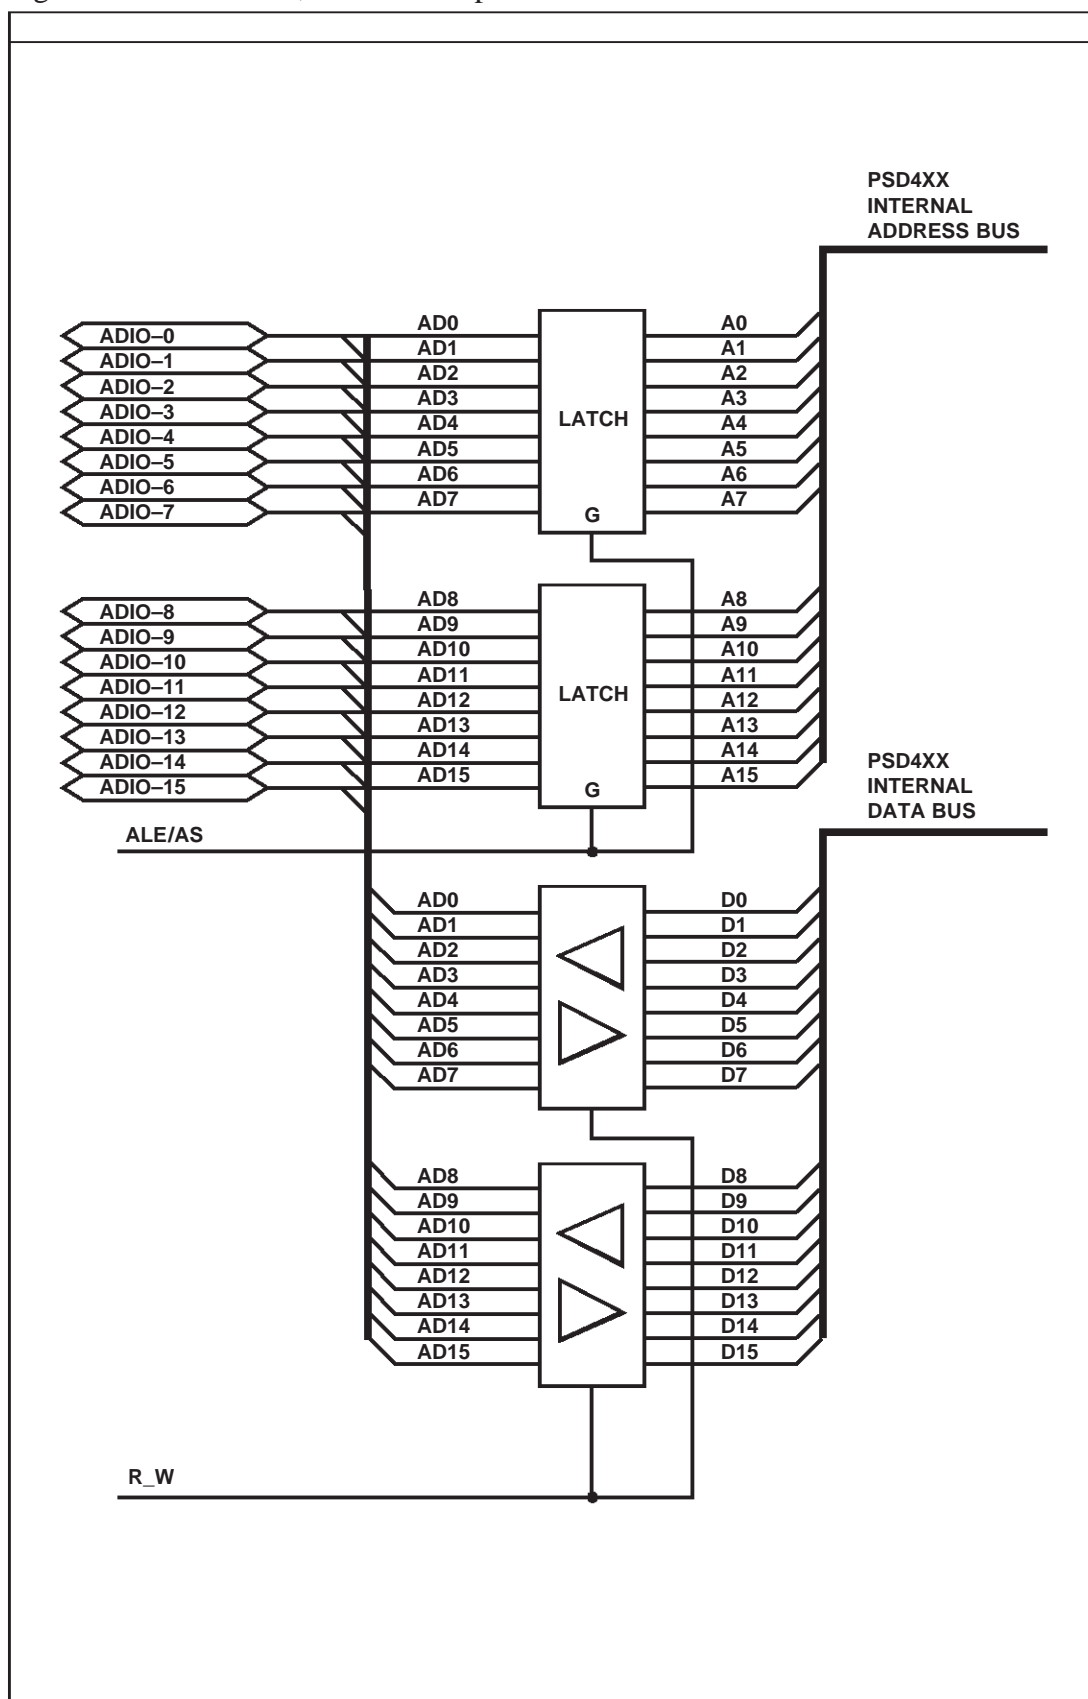 PSD4XX
INTERNAL
ADDRESS BUS
ADIO–0 AD0 A0
ADIO–1 AD1 A1
ADIO–2 AD2 A2
ADIO–3 AD3 A3
ADIO–4 AD4 LATCH A4
ADIO–5 AD5 A5
ADIO–6 AD6 A6
ADIO–7 AD7 A7
G
ADIO–8 AD8 A8
ADIO–9 AD9 A9
ADIO–10 AD10 A10
ADIO–11 AD11 LATCH A11
ADIO–12 AD12 A12
ADIO–13 AD13 A13
ADIO–14 AD14 A14
ADIO–15 AD15 G A15
PSD4XX
INTERNAL
DATA BUS
ALE/AS
AD0 D0
AD1 D1
AD2 D2
AD3 D3
AD4 D4
AD5 D5
AD6 D6
AD7 D7
AD8 D8
AD9 D9
AD10 D10
AD11 D11
AD12 D12
AD13 D13
AD14 D14
AD15 D15
R_W